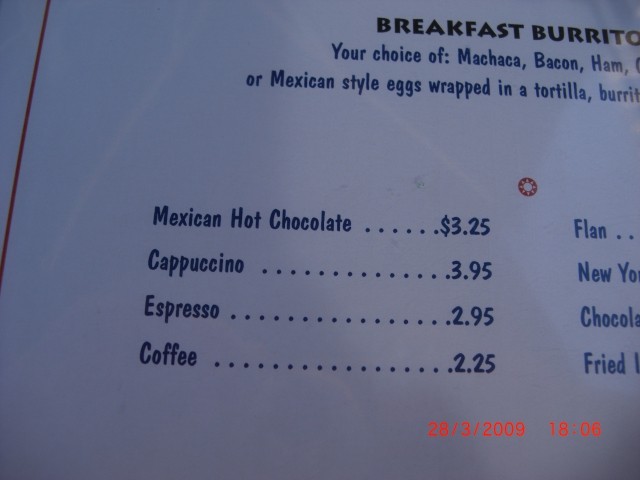 BREAKFAST BURRITO
Your choice of: Machaca, Bacon, Ham,
or Mexican style eggs wrapped in a tortilla,
Mexican Hot Chocolate . . . . . .$3.25
Cappuccino . . . . . . . . . . . . . .3.95
Espresso . . . . . . . . . . . . . . . . .2.95
Coffee . . . . . . . . . . . . . . . . . .2.25
Flan . .
New
Fried
28/3/2009 18:06